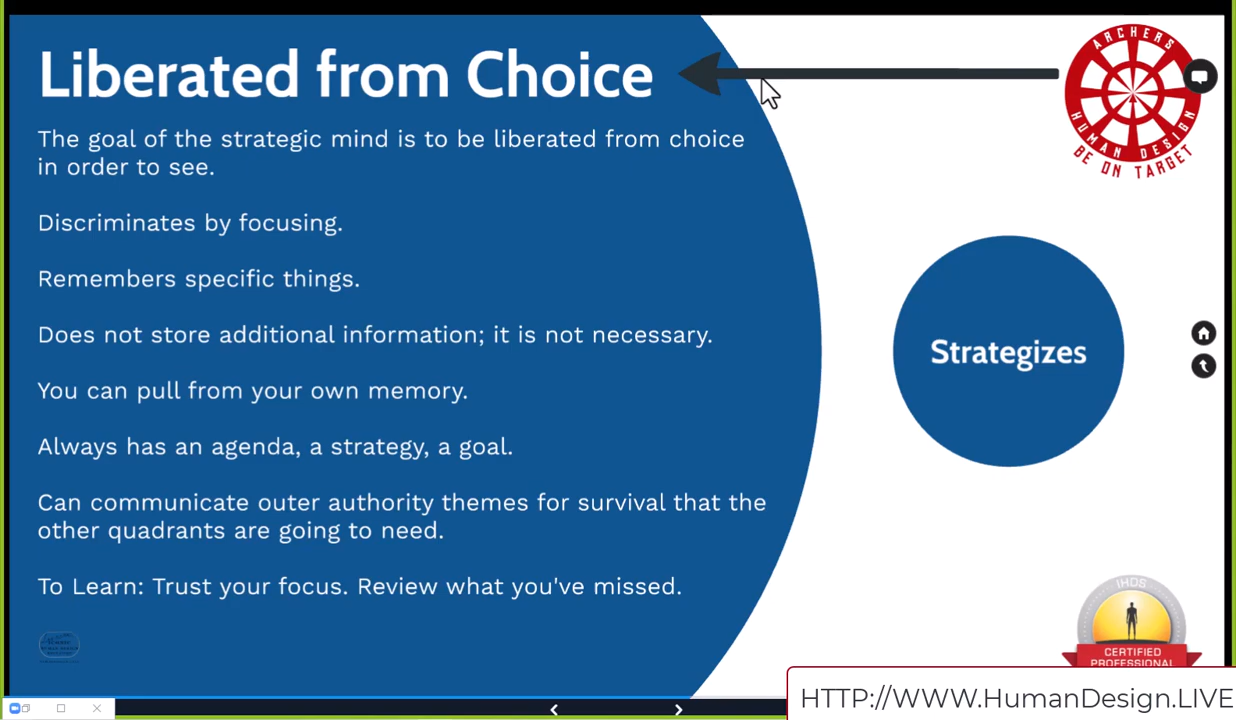 Liberated from Choice
The goal of the strategic mind is to be liberated from choice
in order to see.
Discriminates by focusing.
Remembers specific things.
Does not store additional information; it is not necessary.
You can pull from your own memory.
Always has an agenda, a strategy, a goal.
Can communicate outer authority themes for survival that the
other quadrants are going to need.
To Learn: Trust your focus. Review what you've missed.
ARCHERS
HUMAN DESIGN
BE ON TARGET
Strategizes
IHDS
CERTIFIED
PROFESSIONAL
HTTP://WWW.HumanDesign.LIVE